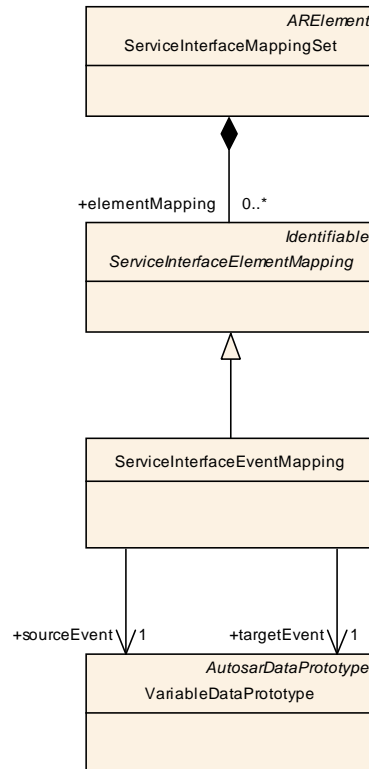 ARElement
ServiceInterfaceMappingSet
+elementMapping 0..*
Identifiable
ServiceInterfaceElementMapping
ServiceInterfaceEventMapping
+sourceEvent 1 +targetEvent 1
AutosarDataPrototype
VariableDataPrototype